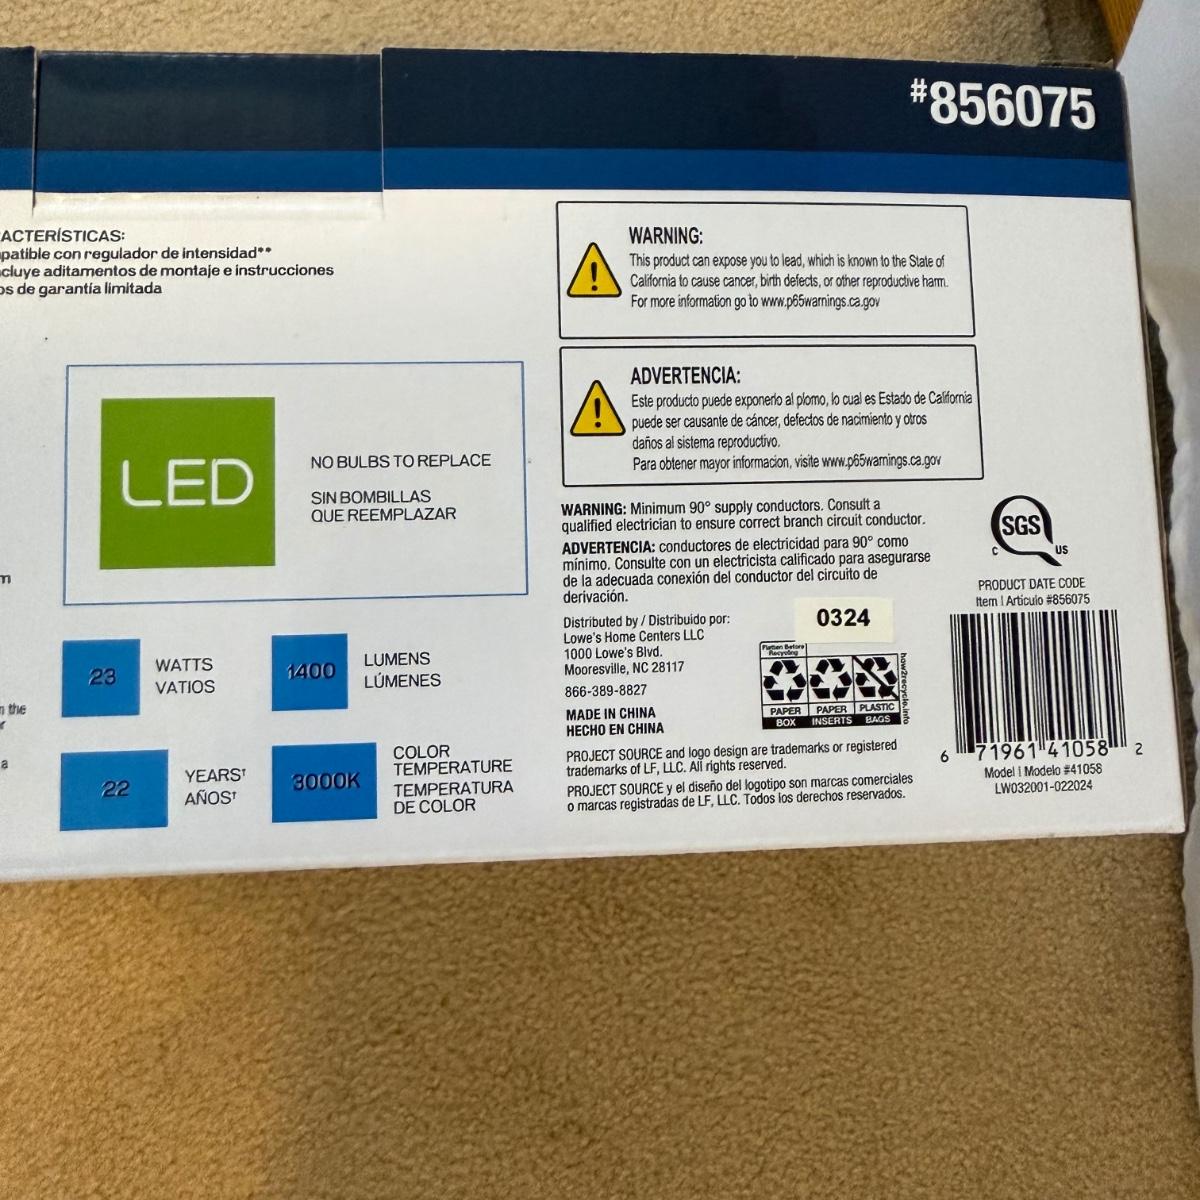 #856075
ACTERÍSTICAS:
patible con regulador de intensidad**
cluye aditamentos de montaje e instrucciones
os de garantía limitada
WARNING:
This product can expose you to lead, which is known to the State of
California to cause cancer, birth defects, or other reproductive harm.
For more information go to www.p65warnings.ca.gov
ADVERTENCIA:
Este producto puede exponerlo al plomo, lo cual es Estado de California
puede ser causante de cáncer, defectos de nacimiento y otros
daños al sistema reproductivo.
Para obtener mayor informacion, visite www.p65warnings.ca.gov
LED
NO BULBS TO REPLACE
SIN BOMBILLAS
QUE REEMPLAZAR
m
n the
r
a
23
WATTS
VATIOS
1400
LUMENS
LÚMENES
22
YEARS†
AÑOS†
3000K
COLOR
TEMPERATURE
TEMPERATURA
DE COLOR
WARNING: Minimum 90° supply conductors. Consult a
qualified electrician to ensure correct branch circuit conductor.
ADVERTENCIA: conductores de electricidad para 90° como
mínimo. Consulte con un electricista calificado para asegurarse
de la adecuada conexión del conductor del circuito de
derivación.
Distributed by / Distribuido por:
Lowe's Home Centers LLC
1000 Lowe's Blvd.
Mooresville, NC 28117
866-389-8827
MADE IN CHINA
HECHO EN CHINA
0324
Flatten Before
Recycling
PAPER
BOX
PAPER
INSERTS
PLASTIC
BAGS
how2recycle.info
PROJECT SOURCE and logo design are trademarks or registered
trademarks of LF, LLC. All rights reserved.
PROJECT SOURCE y el diseño del logotipo son marcas comerciales
o marcas registradas de LF, LLC. Todos los derechos reservados.
SGS
C US
PRODUCT DATE CODE
Item | Artículo #856075
6 71961 41058 2
Model | Modelo #41058
LW032001-022024